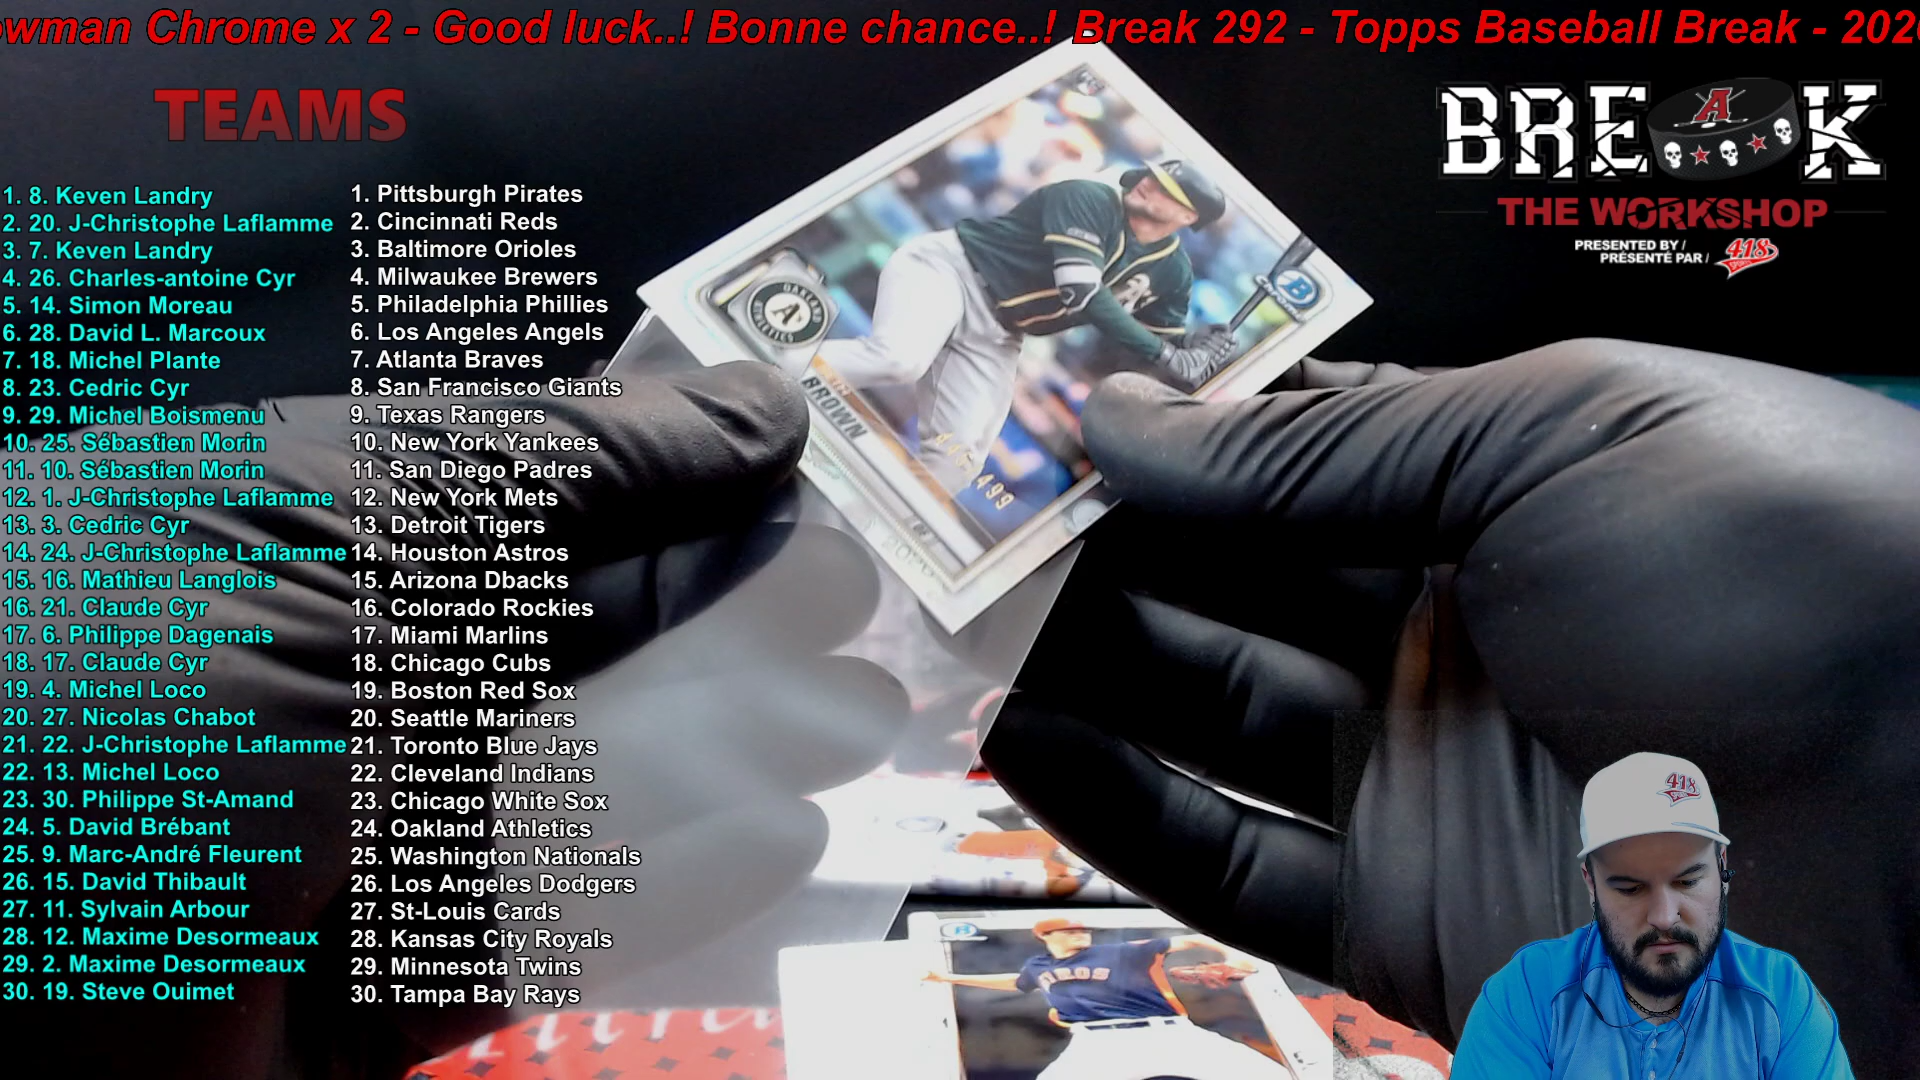 owman Chrome x 2 - Good luck..! Bonne chance..! Break 292 - Topps Baseball Break - 202
TEAMS
1. 8. Keven Landry
2. 20. J-Christophe Laflamme
3. 7. Keven Landry
4. 26. Charles-antoine Cyr
5. 14. Simon Moreau
6. 28. David L. Marcoux
7. 18. Michel Plante
8. 23. Cedric Cyr
9. 29. Michel Boismenu
10. 25. Sébastien Morin
11. 10. Sébastien Morin
12. 1. J-Christophe Laflamme
13. 3. Cedric Cyr
14. 24. J-Christophe Laflamme
15. 16. Mathieu Langlois
16. 21. Claude Cyr
17. 6. Philippe Dagenais
18. 17. Claude Cyr
19. 4. Michel Loco
20. 27. Nicolas Chabot
21. 22. J-Christophe Laflamme
22. 13. Michel Loco
23. 30. Philippe St-Amand
24. 5. David Brébant
25. 9. Marc-André Fleurent
26. 15. David Thibault
27. 11. Sylvain Arbour
28. 12. Maxime Desormeaux
29. 2. Maxime Desormeaux
30. 19. Steve Ouimet
1. Pittsburgh Pirates
2. Cincinnati Reds
3. Baltimore Orioles
4. Milwaukee Brewers
5. Philadelphia Phillies
6. Los Angeles Angels
7. Atlanta Braves
8. San Francisco Giants
9. Texas Rangers
10. New York Yankees
11. San Diego Padres
12. New York Mets
13. Detroit Tigers
14. Houston Astros
15. Arizona Dbacks
16. Colorado Rockies
17. Miami Marlins
18. Chicago Cubs
19. Boston Red Sox
20. Seattle Mariners
21. Toronto Blue Jays
22. Cleveland Indians
23. Chicago White Sox
24. Oakland Athletics
25. Washington Nationals
26. Los Angeles Dodgers
27. St-Louis Cards
28. Kansas City Royals
29. Minnesota Twins
30. Tampa Bay Rays
BREAK
A
THE WORKSHOP
PRESENTED BY /
PRÉSENTÉ PAR /
418
OAKLAND
ATHLETICS
A's
BROWN
499
B
Chrome
B
418